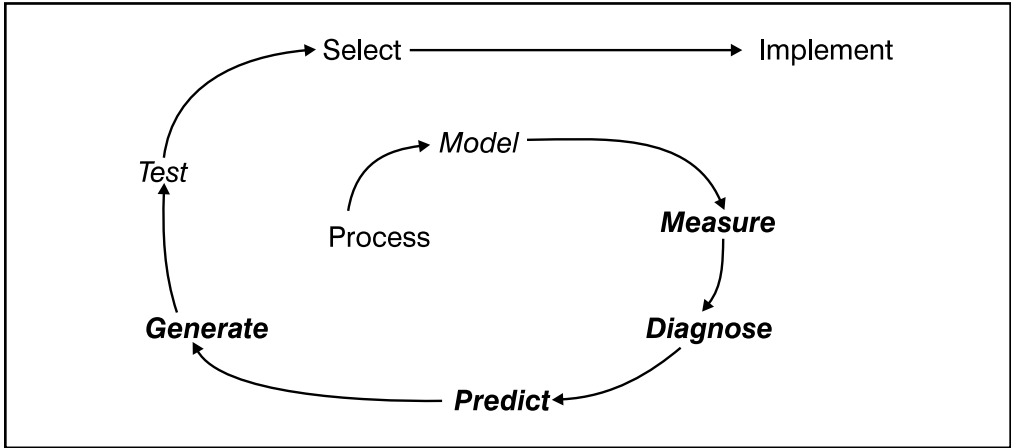 Select
Implement
Model
Test
Measure
Process
Generate
Diagnose
Predict